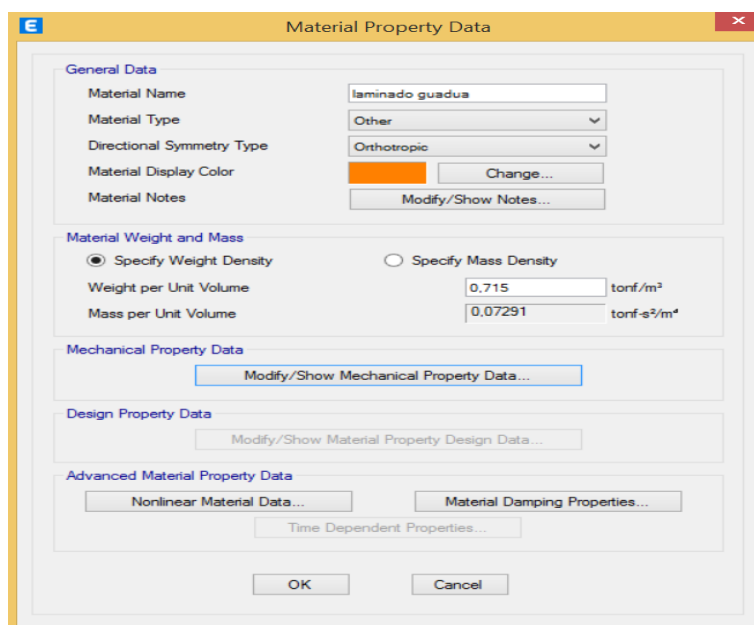 E Material Property Data ×
General Data
Material Name laminado guadua
Material Type Other
Directional Symmetry Type Orthotropic
Material Display Color Change...
Material Notes Modify/Show Notes...
Material Weight and Mass
Specify Weight Density Specify Mass Density
Weight per Unit Volume 0,715 tonf/m³
Mass per Unit Volume 0,07291 tonf-s²/m⁴
Mechanical Property Data
Modify/Show Mechanical Property Data...
Design Property Data
Modify/Show Material Property Design Data...
Advanced Material Property Data
Nonlinear Material Data... Material Damping Properties...
Time Dependent Properties...
OK Cancel